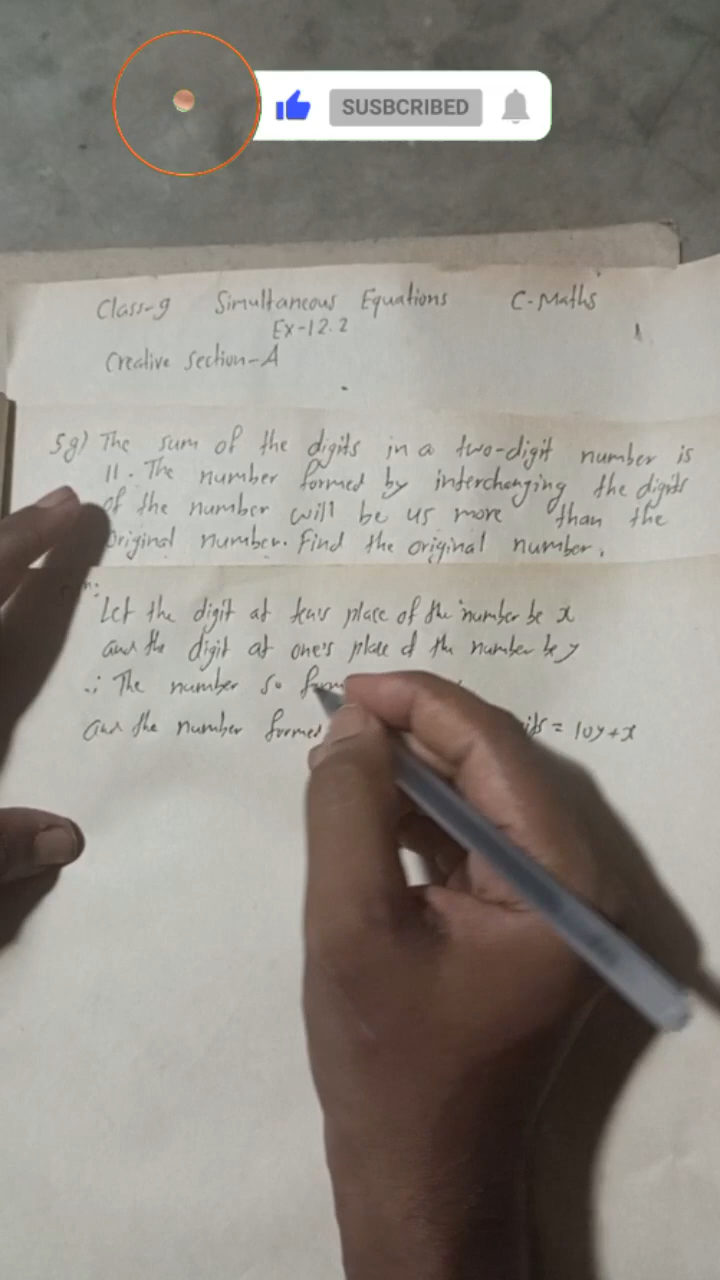 SUSBCRIBED
Class-9 Simultaneous Equations C-Maths
Ex-12.2
Creative Section-A
5g) The sum of the digits in a two-digit number is
11. The number formed by interchanging the digits
of the number will be us more than the
original number. Find the original number.
Let the digit at ten's place of the number be x
and the digit at one's place of the number be y
∴ The number so
and the number formed = 10y+x